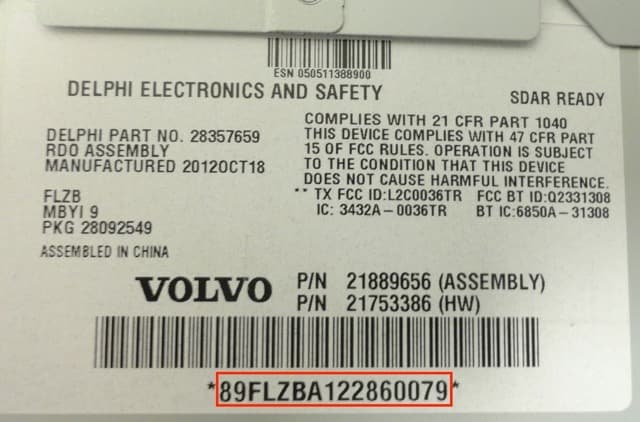 ESN 050511388900
DELPHI ELECTRONICS AND SAFETY
SDAR READY
DELPHI PART NO. 28357659
RDO ASSEMBLY
MANUFACTURED 2012OCT18
COMPLIES WITH 21 CFR PART 1040
THIS DEVICE COMPLIES WITH 47 CFR PART
15 OF FCC RULES. OPERATION IS SUBJECT
TO THE CONDITION THAT THIS DEVICE
DOES NOT CAUSE HARMFUL INTERFERENCE.
** TX FCC ID:L2C0036TR FCC BT ID:Q2331308
IC: 3432A-0036TR BT IC:6850A-31308
FLZB
MBYI 9
PKG 28092549
ASSEMBLED IN CHINA
VOLVO
P/N 21889656 (ASSEMBLY)
P/N 21753386 (HW)
*89FLZBA122860079*